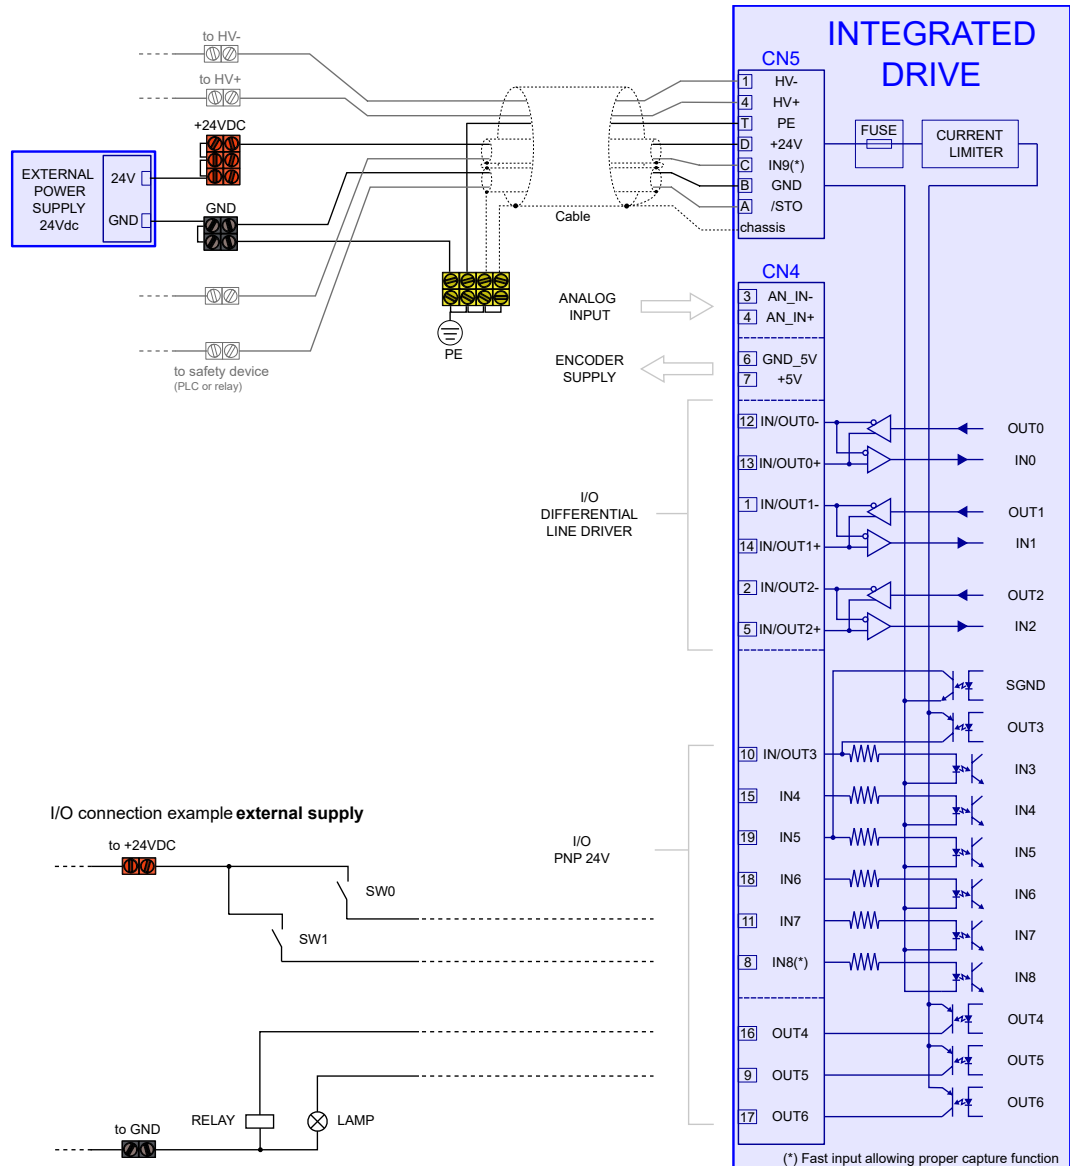 INTEGRATED
DRIVE
to HV-
to HV+
+24VDC
EXTERNAL
POWER
SUPPLY
24Vdc
24V
GND
GND
Cable
PE
to safety device
(PLC or relay)
CN5
1 HV-
4 HV+
T PE
D +24V
C IN9(*)
B GND
A /STO
chassis
FUSE
CURRENT
LIMITER
CN4
ANALOG
INPUT
3 AN_IN-
4 AN_IN+
ENCODER
SUPPLY
6 GND_5V
7 +5V
I/O
DIFFERENTIAL
LINE DRIVER
12 IN/OUT0- OUT0
13 IN/OUT0+ IN0
1 IN/OUT1- OUT1
14 IN/OUT1+ IN1
2 IN/OUT2- OUT2
5 IN/OUT2+ IN2
SGND
OUT3
I/O
PNP 24V
10 IN/OUT3 IN3
15 IN4 IN4
19 IN5 IN5
18 IN6 IN6
11 IN7 IN7
8 IN8(*) IN8
16 OUT4 OUT4
9 OUT5 OUT5
17 OUT6 OUT6
I/O connection example external supply
to +24VDC
SW0
SW1
RELAY
LAMP
to GND
(*) Fast input allowing proper capture function